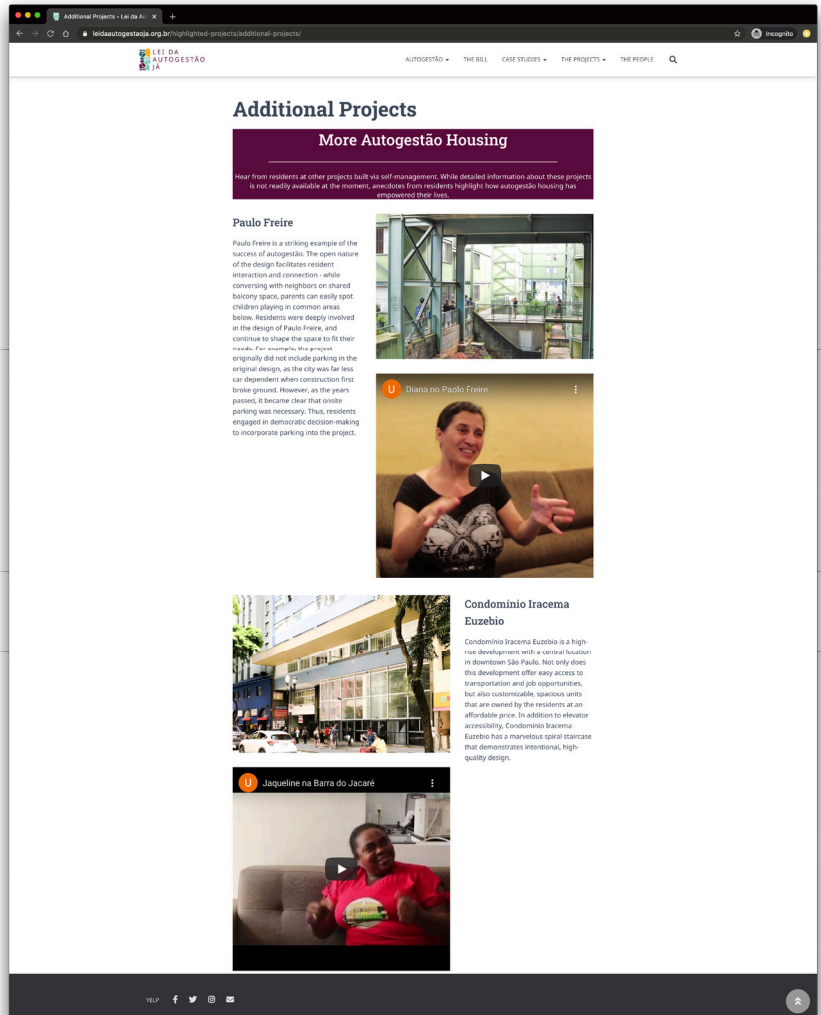 Additional Projects - Lei da Au
leidaautogestaoja.org.br/highlighted-projects/additional-projects/
Incognito
LEI DA
AUTOGESTÃO
JÁ
AUTOGESTÃO
THE BILL
CASE STUDIES
THE PROJECTS
THE PEOPLE
Additional Projects
More Autogestão Housing
Hear from residents at other projects built via self-management. While detailed information about these projects
is not readily available at the moment, anecdotes from residents highlight how autogestão housing has
empowered their lives.
Paulo Freire
Paulo Freire is a striking example of the
success of autogestão. The open nature
of the design facilitates resident
interaction and connection - while
conversing with neighbors on shared
balcony space, parents can easily spot
children playing in common areas
below. Residents were deeply involved
in the design of Paulo Freire, and
continue to shape the space to fit their
needs. For example, the project
originally did not include parking in the
original design, as the city was far less
car dependent when construction first
broke ground. However, as the years
passed, it became clear that onsite
parking was necessary. Thus, residents
engaged in democratic decision-making
to incorporate parking into the project.
U Diana no Paolo Freire
Condomínio Iracema
Euzebio
Condomínio Iracema Euzebio is a high-
rise development with a central location
in downtown São Paulo. Not only does
this development offer easy access to
transportation and job opportunities,
but also customizable, spacious units
that are owned by the residents at an
affordable price. In addition to elevator
accessibility, Condomínio Iracema
Euzebio has a marvelous spiral staircase
that demonstrates intentional, high-
quality design.
U Jaqueline na Barra do Jacaré
YELP